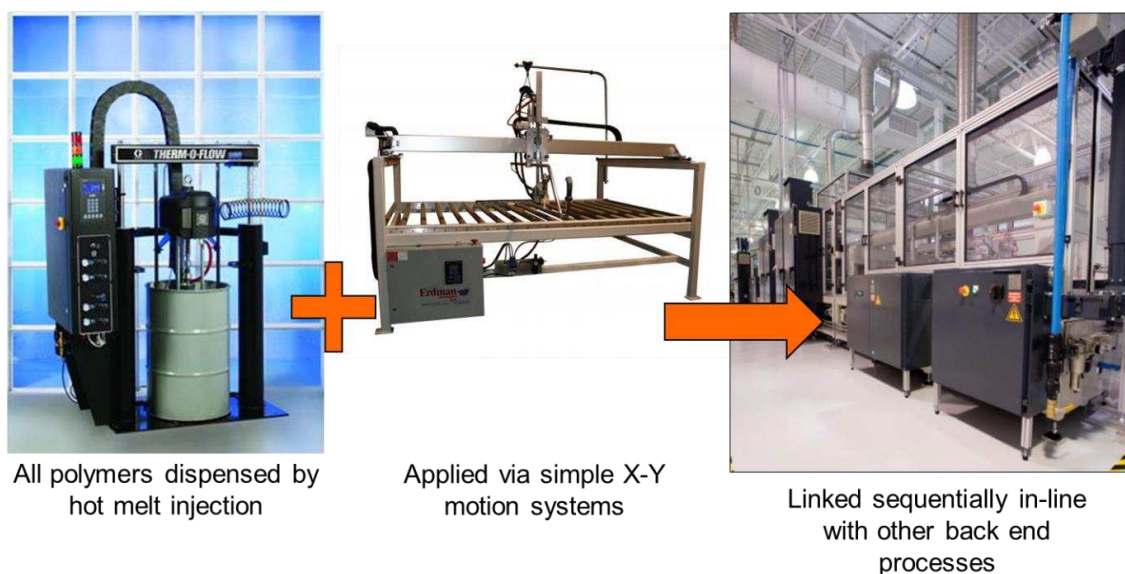 THERM-O-FLOW
Erdman
All polymers dispensed by
hot melt injection
Applied via simple X-Y
motion systems
Linked sequentially in-line
with other back end
processes